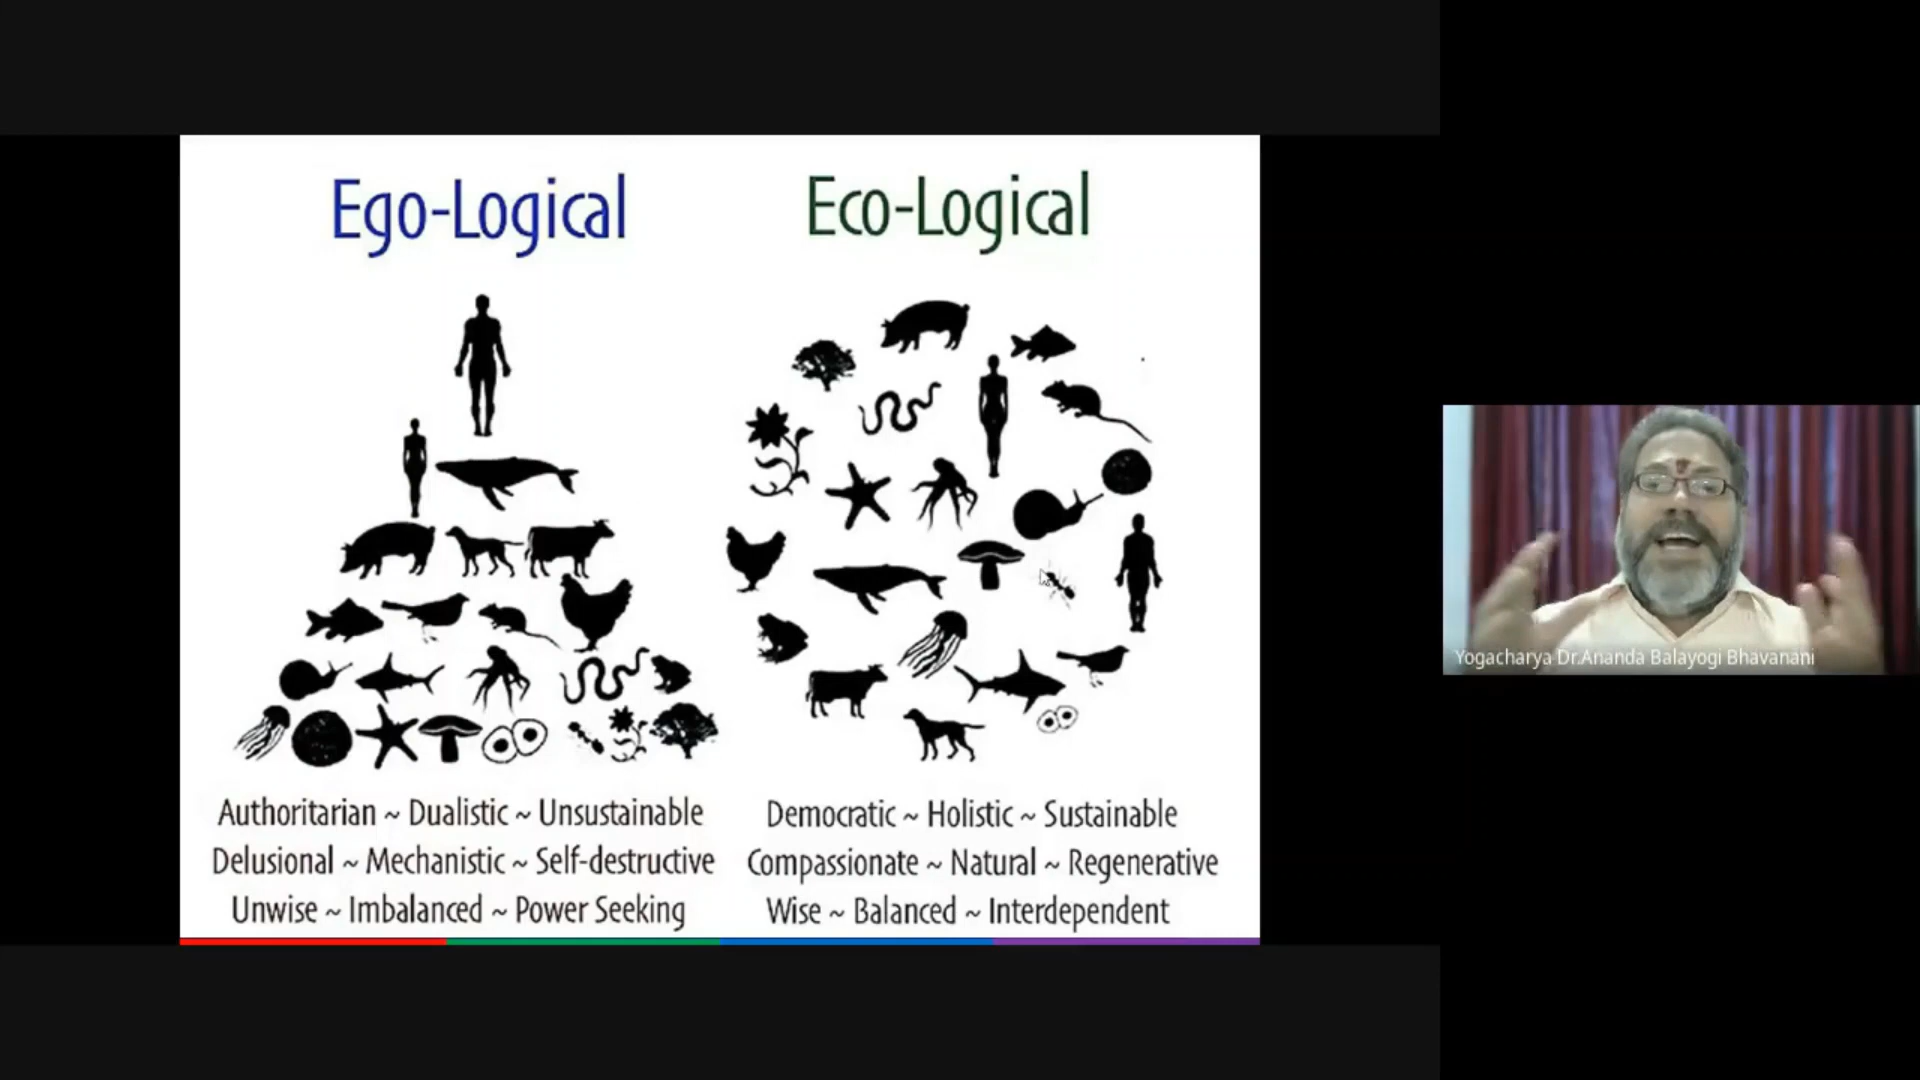 Ego-Logical
Eco-Logical
Authoritarian ~ Dualistic ~ Unsustainable
Delusional ~ Mechanistic ~ Self-destructive
Unwise ~ Imbalanced ~ Power Seeking
Democratic ~ Holistic ~ Sustainable
Compassionate ~ Natural ~ Regenerative
Wise ~ Balanced ~ Interdependent
Yogacharya Dr.Ananda Balayogi Bhavanani